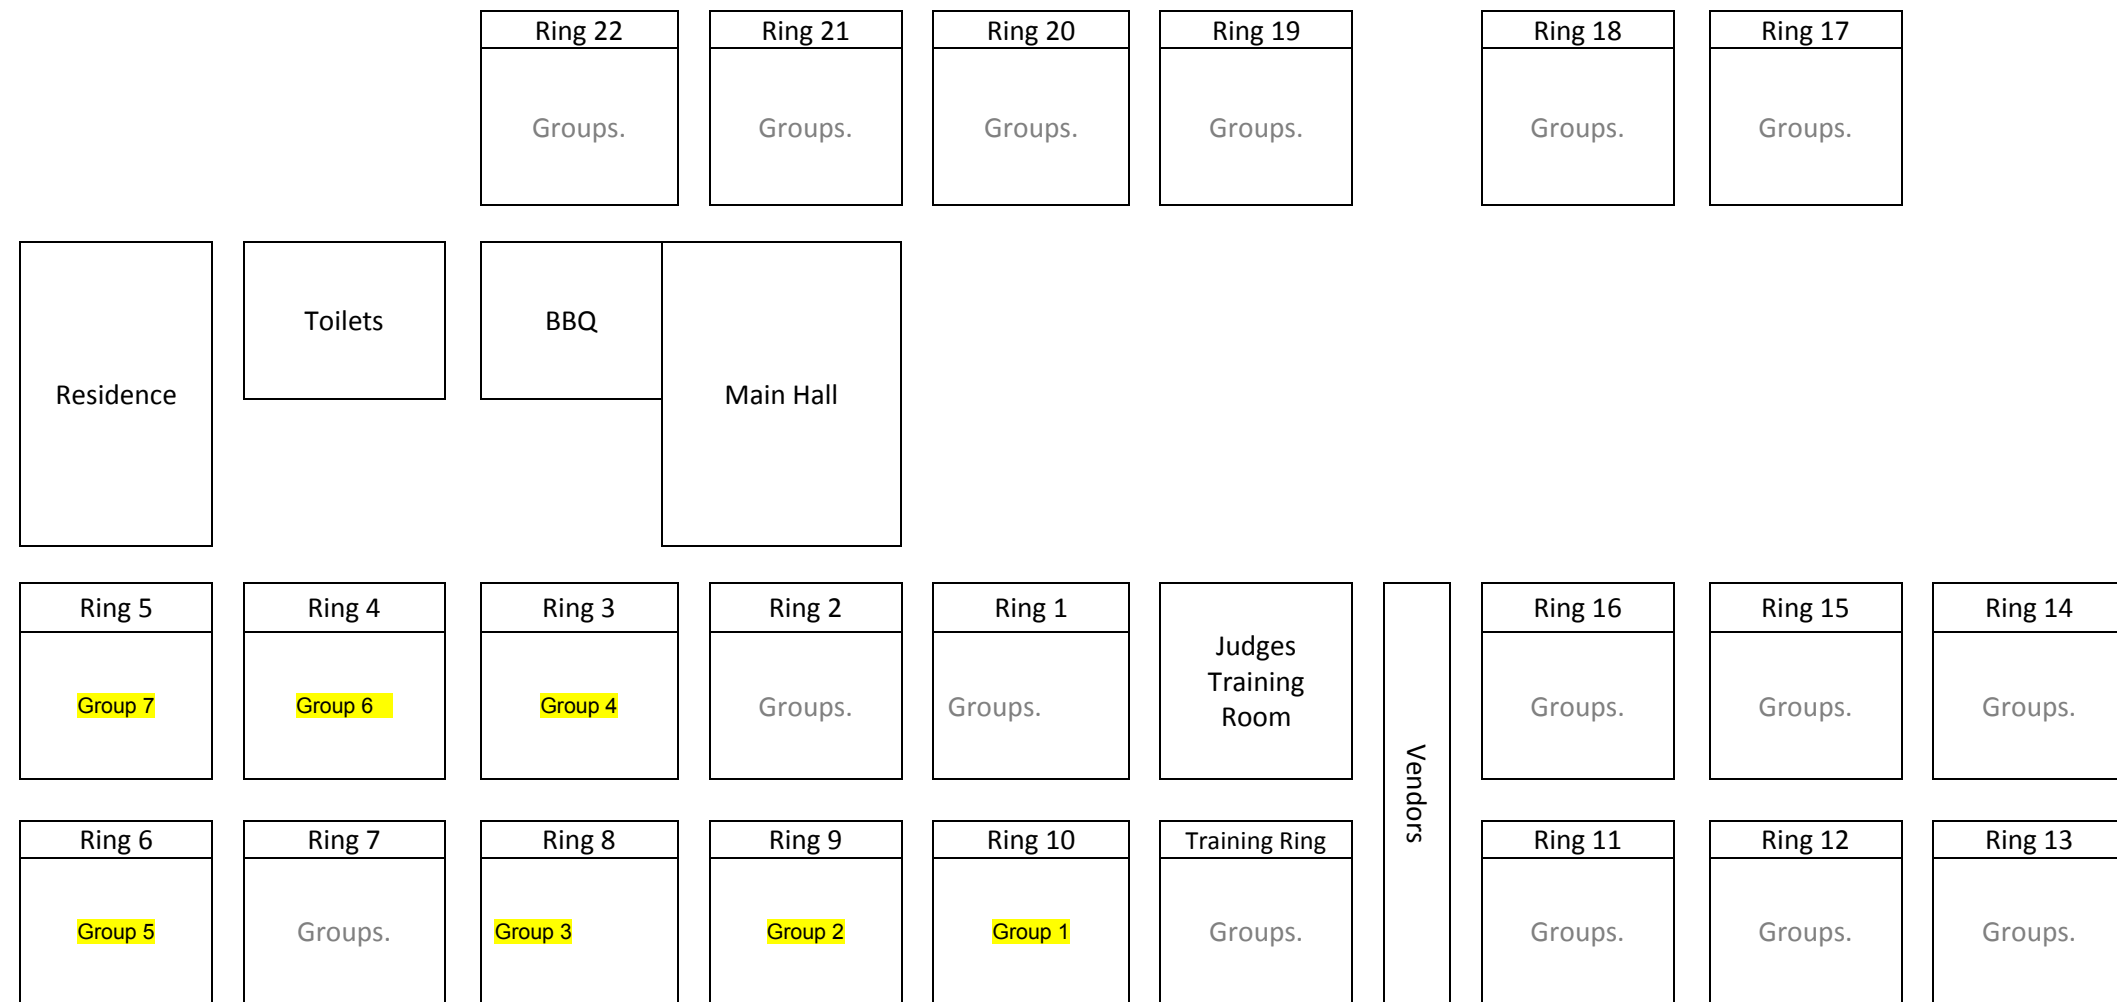 Ring 22
Ring 21
Ring 20
Ring 19
Ring 18
Ring 17
Groups.
Groups.
Groups.
Groups.
Groups.
Groups.
Residence
Toilets
BBQ
Main Hall
Ring 5
Ring 4
Ring 3
Ring 2
Ring 1
Judges
Training
Room
Vendors
Ring 16
Ring 15
Ring 14
Group 7
Group 6
Group 4
Groups.
Groups.
Groups.
Groups.
Groups.
Ring 6
Ring 7
Ring 8
Ring 9
Ring 10
Training Ring
Ring 11
Ring 12
Ring 13
Group 5
Groups.
Group 3
Group 2
Group 1
Groups.
Groups.
Groups.
Groups.